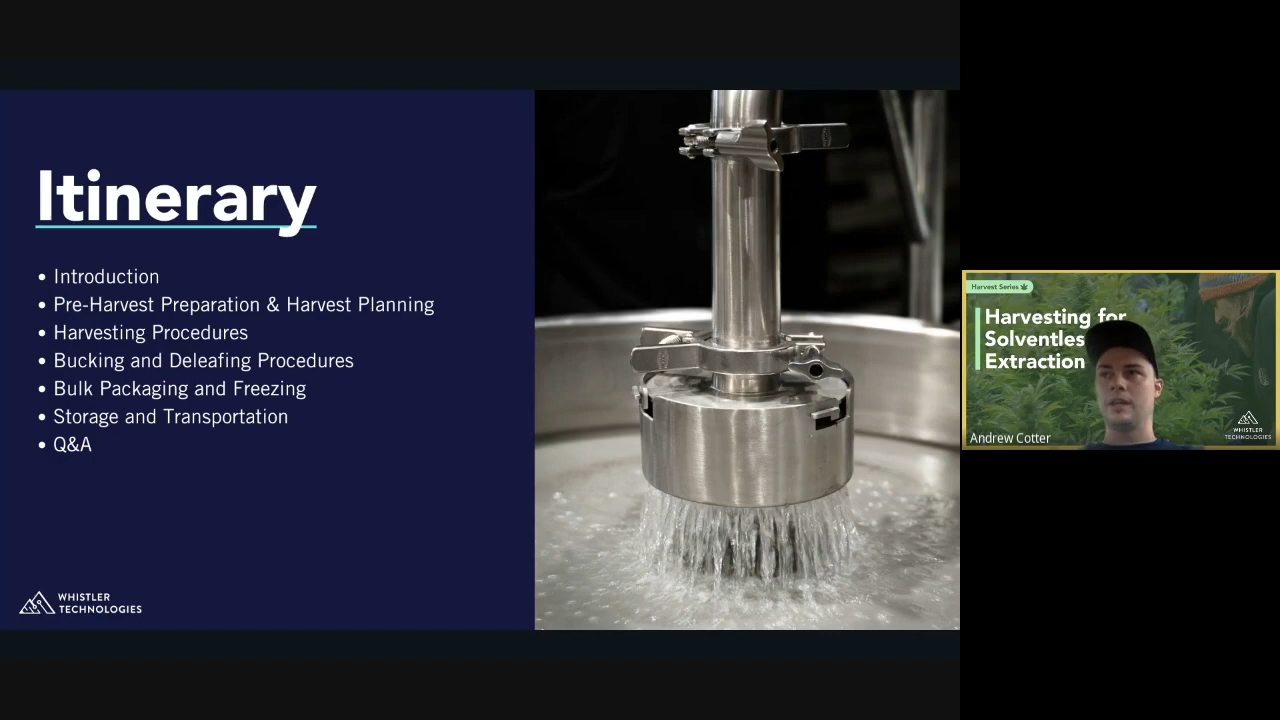 Itinerary
• Introduction
• Pre-Harvest Preparation & Harvest Planning
• Harvesting Procedures
• Bucking and Deleafing Procedures
• Bulk Packaging and Freezing
• Storage and Transportation
• Q&A
WHISTLER
TECHNOLOGIES
Harvest Series
Harvesting for
Solventles
Extraction
Andrew Cotter
WHISTLER
TECHNOLOGIES